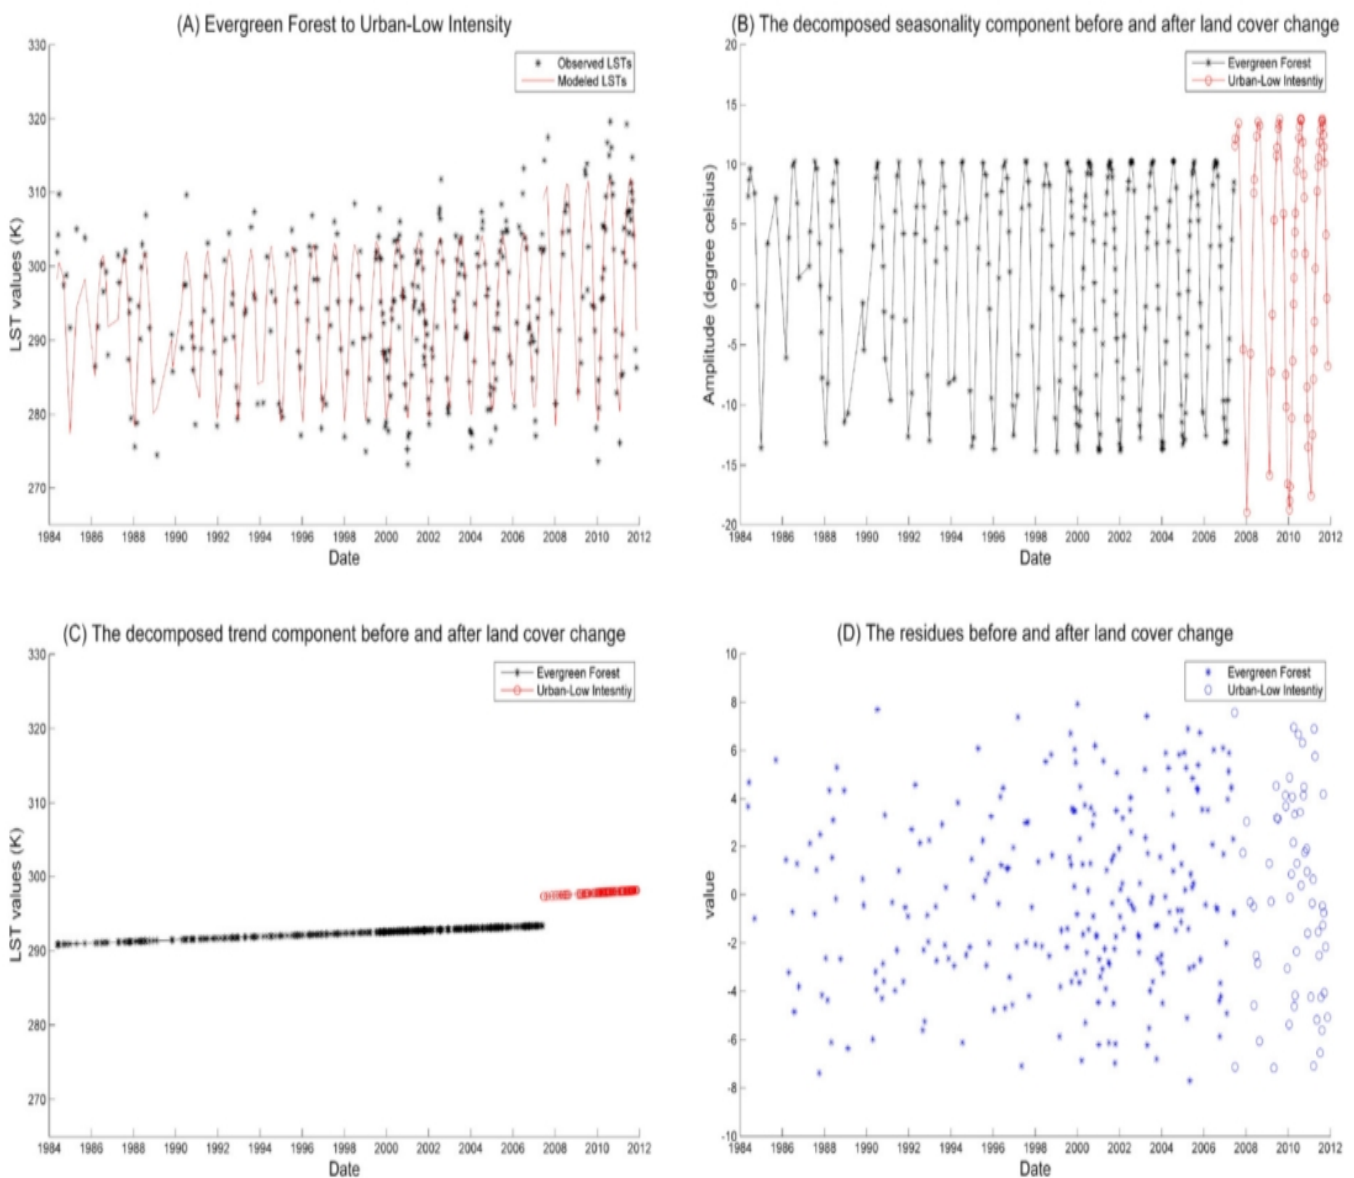 (A) Evergreen Forest to Urban-Low Intensity
330
320
310
300
290
280
270
LST values (K)
Observed LSTs
Modeled LSTs
1984 1986 1988 1990 1992 1994 1996 1998 2000 2002 2004 2006 2008 2010 2012
Date
(B) The decomposed seasonality component before and after land cover change
20
15
10
5
0
-5
-10
-15
-20
Amplitude (degree celsius)
Evergreen Forest
Urban-Low Intesntiy
1984 1986 1988 1990 1992 1994 1996 1998 2000 2002 2004 2006 2008 2010 2012
Date
(C) The decomposed trend component before and after land cover change
330
320
310
300
290
280
270
LST values (K)
Evergreen Forest
Urban-Low Intesntiy
1984 1986 1988 1990 1992 1994 1996 1998 2000 2002 2004 2006 2008 2010 2012
Date
(D) The residues before and after land cover change
10
8
6
4
2
0
-2
-4
-6
-8
-10
value
Evergreen Forest
Urban-Low Intesntiy
1984 1986 1988 1990 1992 1994 1996 1998 2000 2002 2004 2006 2008 2010 2012
Date